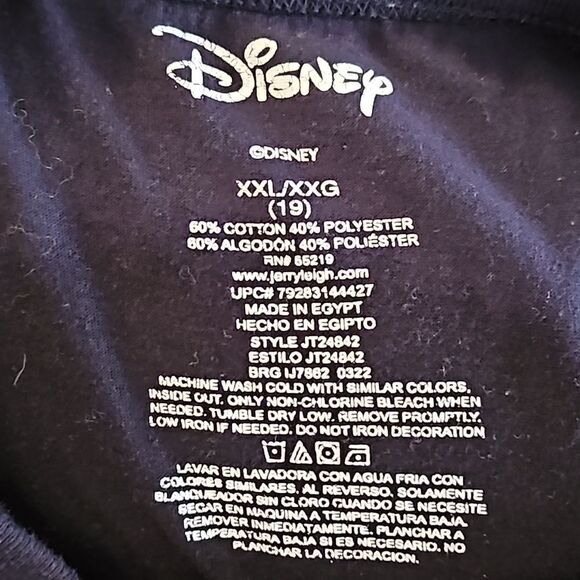 Disney
©DISNEY
XXL/XXG
(19)
60% COTTON 40% POLYESTER
60% ALGODÓN 40% POLIÉSTER
RN# 55219
www.jerryleigh.com
UPC# 79283144427
MADE IN EGYPT
HECHO EN EGIPTO
STYLE JT24842
ESTILO JT24842
BRG IJ7862 0322
MACHINE WASH COLD WITH SIMILAR COLORS,
INSIDE OUT. ONLY NON-CHLORINE BLEACH WHEN
NEEDED. TUMBLE DRY LOW. REMOVE PROMPTLY.
LOW IRON IF NEEDED. DO NOT IRON DECORATION
LAVAR EN LAVADORA CON AGUA FRIA CON
COLORES SIMILARES, AL REVERSO. SOLAMENTE
BLANQUEADOR SIN CLORO CUANDO SE NECESITE
SECAR EN MAQUINA A TEMPERATURA BAJA.
REMOVER INMEDIATAMENTE. PLANCHAR A
TEMPERATURA BAJA SI ES NECESARIO. NO
PLANCHAR LA DECORACION.